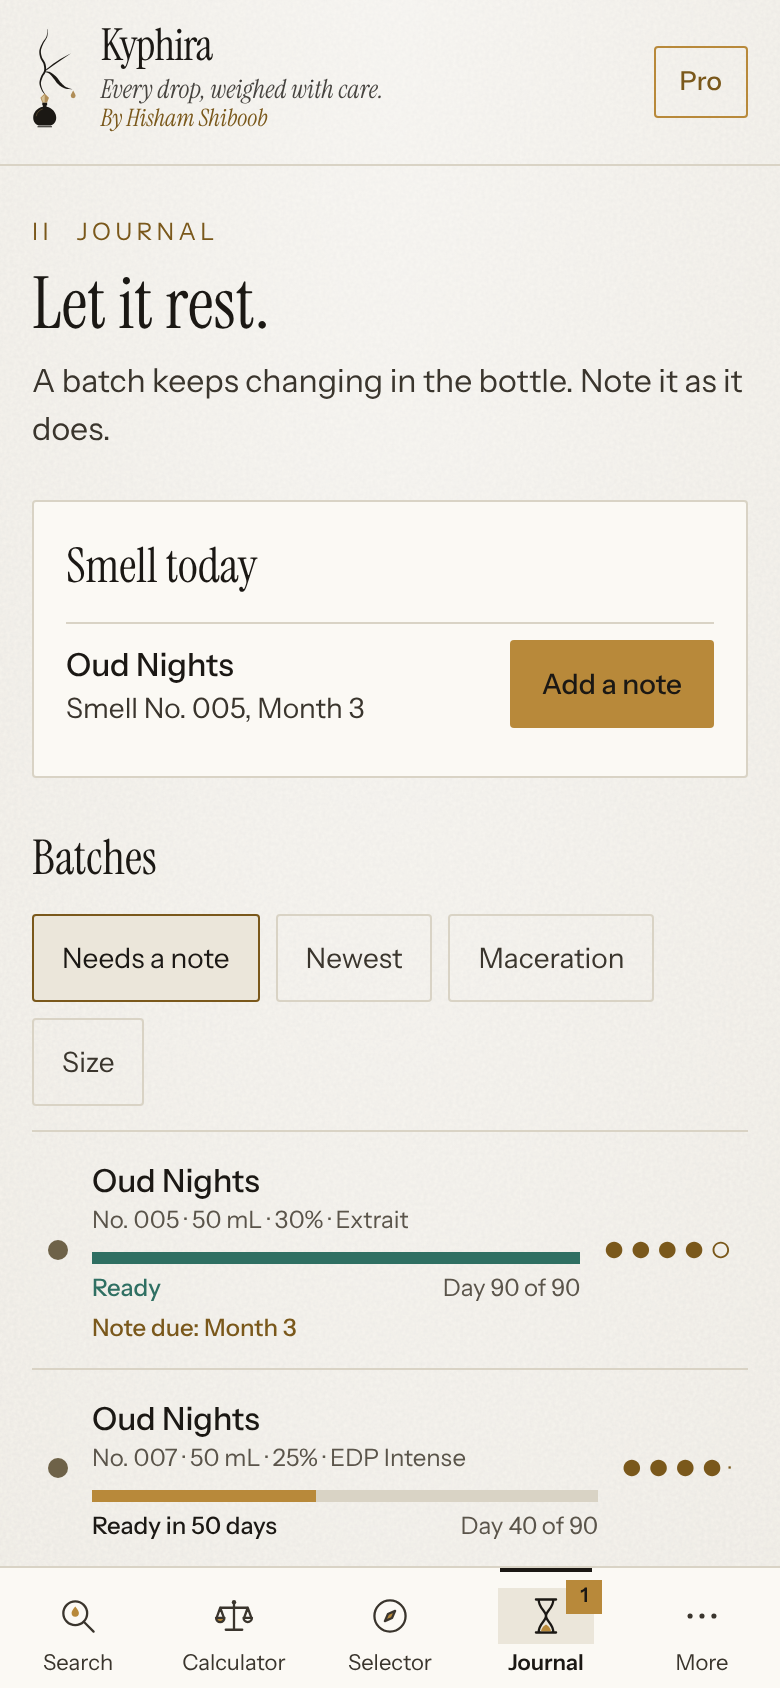 Kyphira
Every drop, weighed with care.
By Hisham Shiboob
Pro
II JOURNAL
Let it rest.
A batch keeps changing in the bottle. Note it as it
does.
Smell today
Oud Nights
Smell No. 005, Month 3
Add a note
Batches
Needs a note
Newest
Maceration
Size
Oud Nights
No. 005 · 50 mL · 30% · Extrait
Ready
Day 90 of 90
Note due: Month 3
Oud Nights
No. 007 · 50 mL · 25% · EDP Intense
Ready in 50 days
Day 40 of 90
1
Search
Calculator
Selector
Journal
More